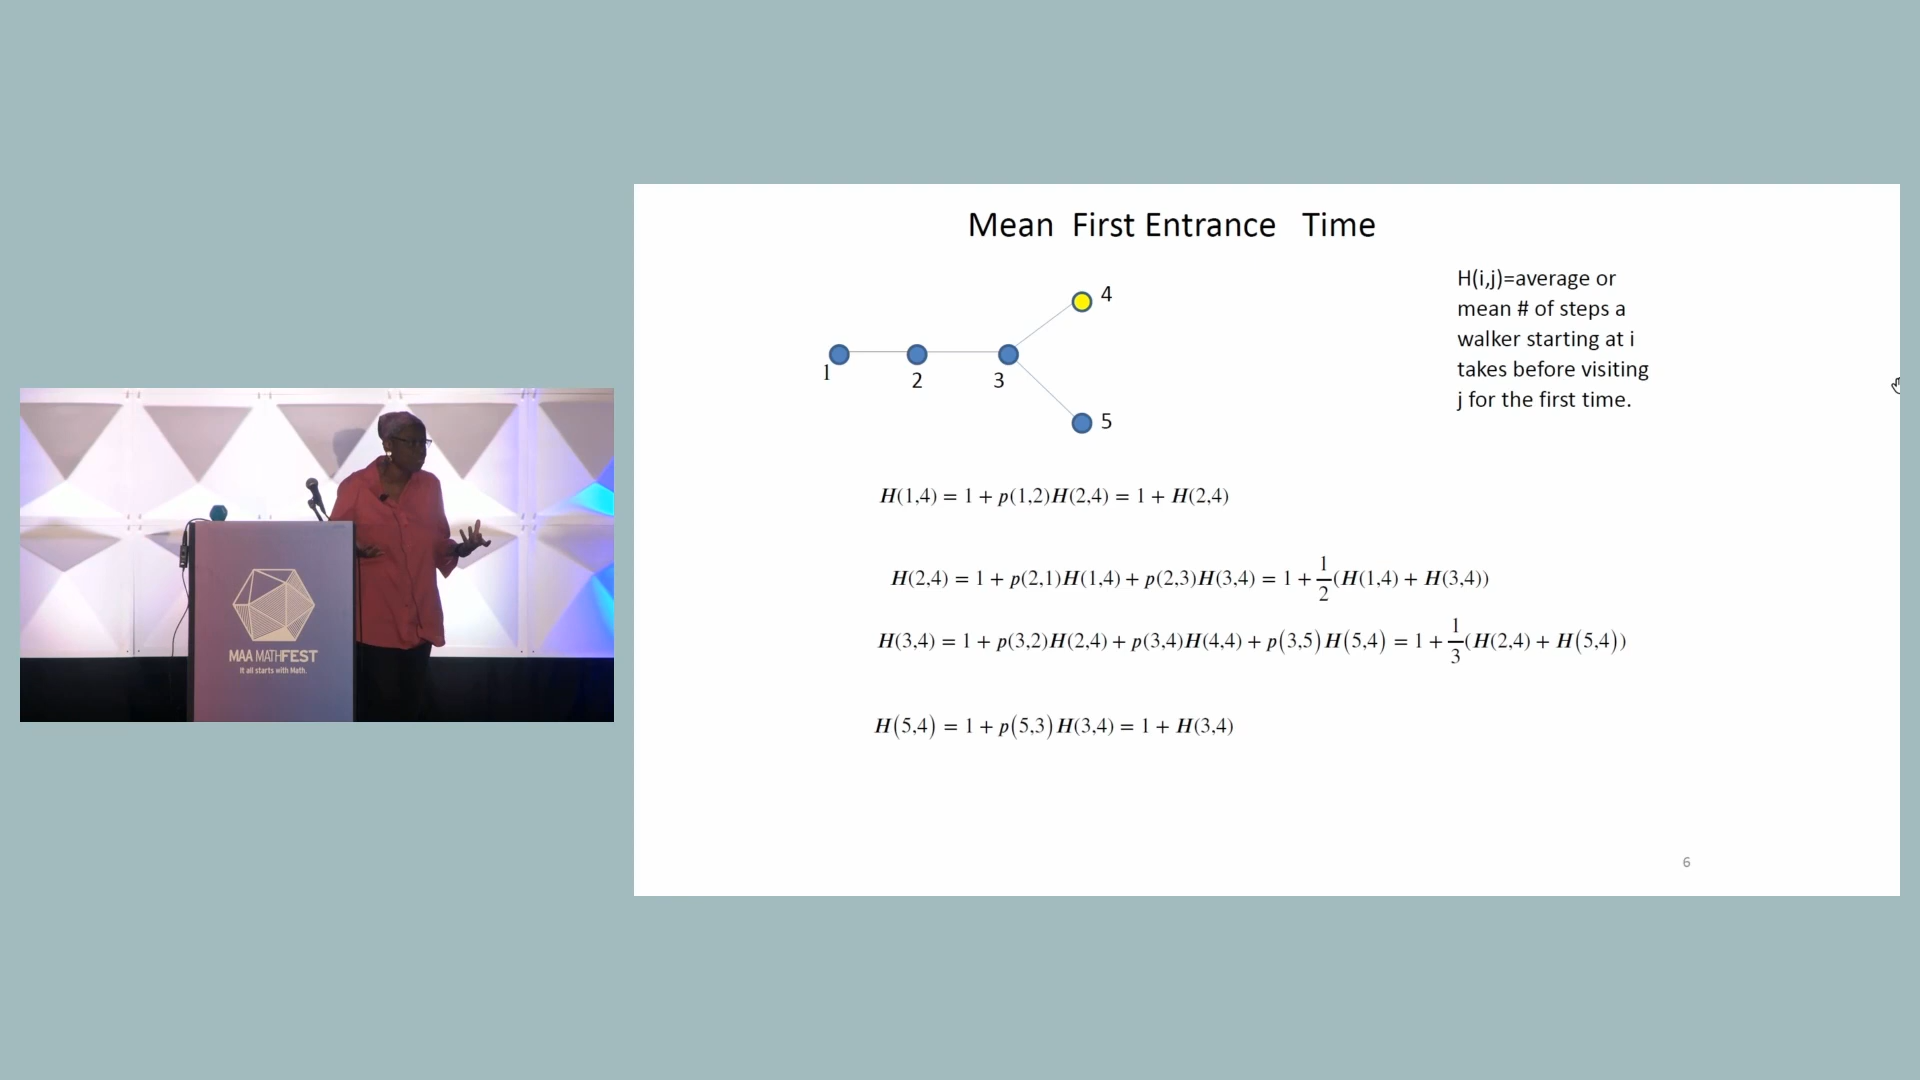 Mean First Entrance Time
4
1
2
3
5
H(i,j)=average or
mean # of steps a
walker starting at i
takes before visiting
j for the first time.
H(1,4) = 1 + p(1,2)H(2,4) = 1 + H(2,4)
H(2,4) = 1 + p(2,1)H(1,4) + p(2,3)H(3,4) = 1 + 1/2 (H(1,4) + H(3,4))
H(3,4) = 1 + p(3,2)H(2,4) + p(3,4)H(4,4) + p(3,5)H(5,4) = 1 + 1/3 (H(2,4) + H(5,4))
H(5,4) = 1 + p(5,3)H(3,4) = 1 + H(3,4)
6
MAA MATHFEST
It all starts with Math.